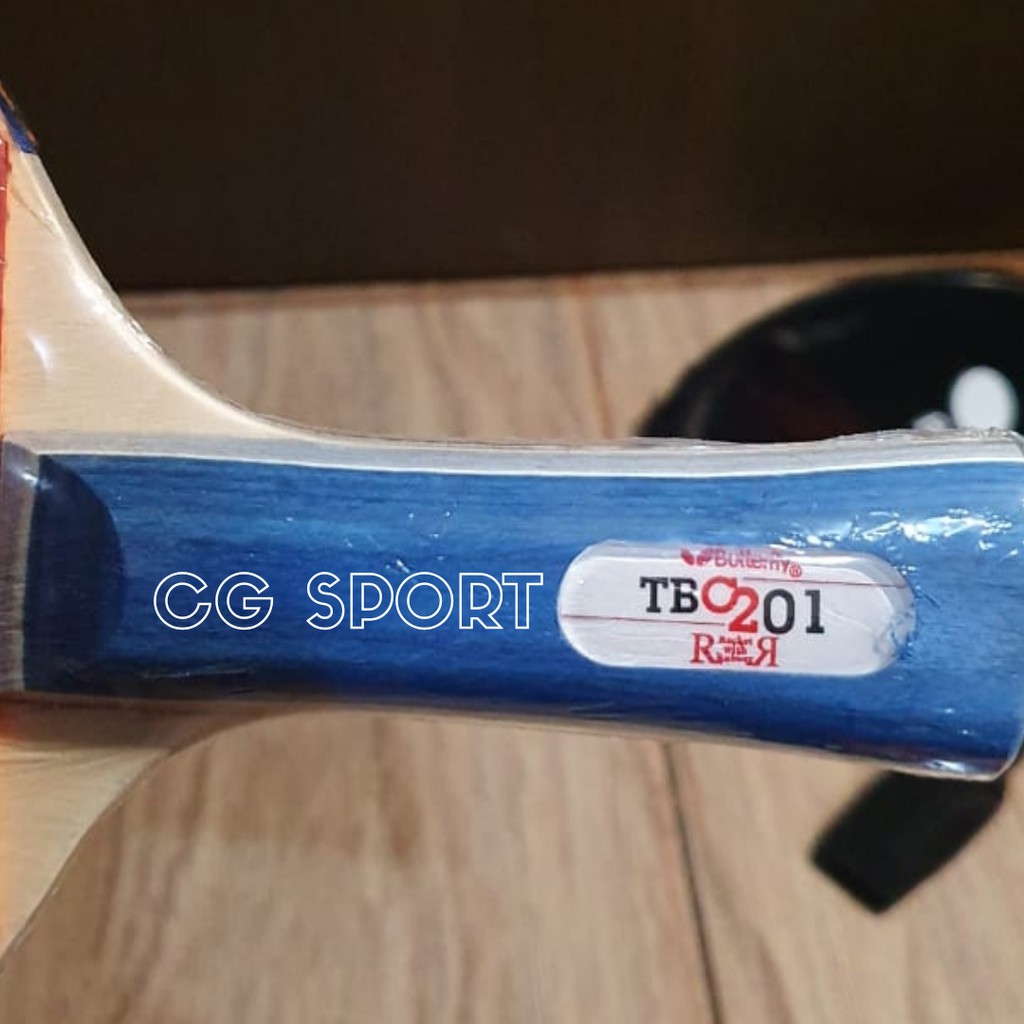 CG SPORT
Butterfly®
TBC201